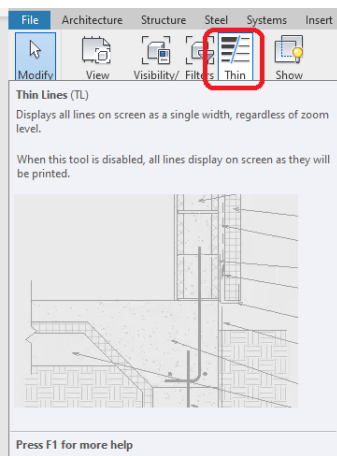 File Architecture Structure Steel Systems Insert
Modify View Visibility/ Filters Thin Show
Thin Lines (TL)
Displays all lines on screen as a single width, regardless of zoom
level.
When this tool is disabled, all lines display on screen as they will
be printed.
Press F1 for more help